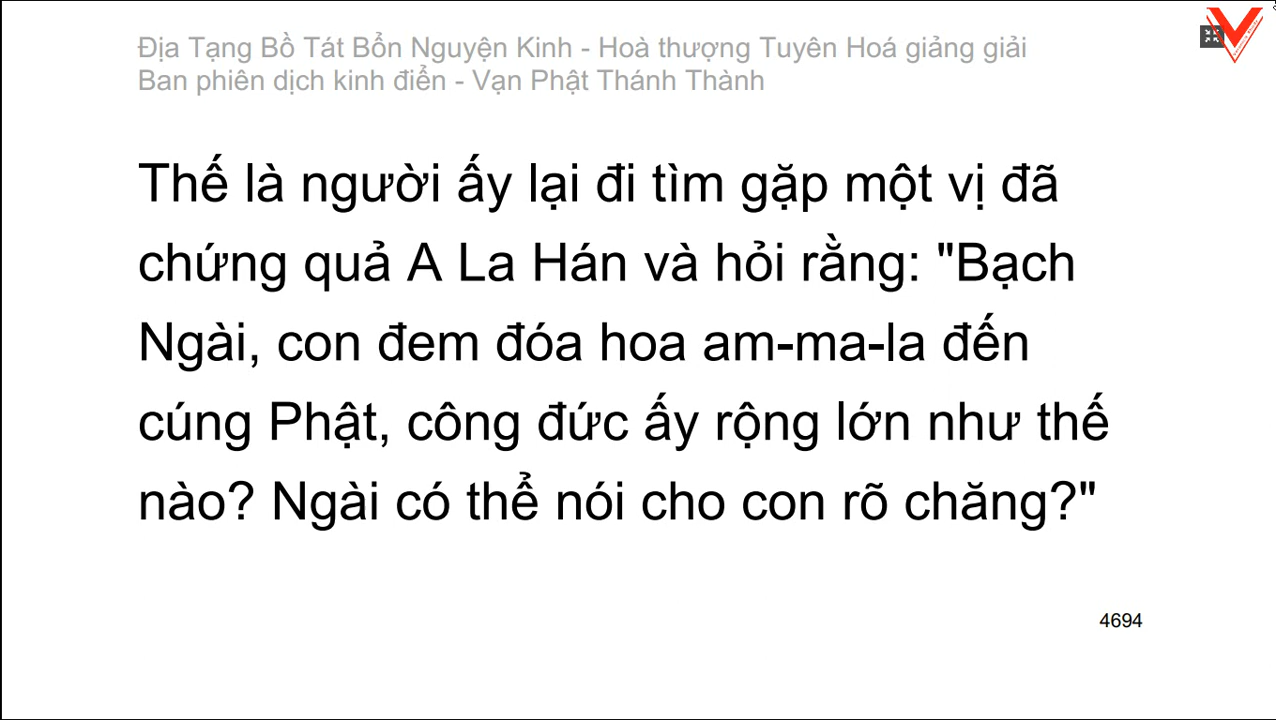 Địa Tạng Bồ Tát Bổn Nguyện Kinh - Hoà thượng Tuyên Hoá giảng giải
Ban phiên dịch kinh điển - Vạn Phật Thánh Thành
Thế là người ấy lại đi tìm gặp một vị đã
chứng quả A La Hán và hỏi rằng: "Bạch
Ngài, con đem đóa hoa am-ma-la đến
cúng Phật, công đức ấy rộng lớn như thế
nào? Ngài có thể nói cho con rõ chăng?"
4694